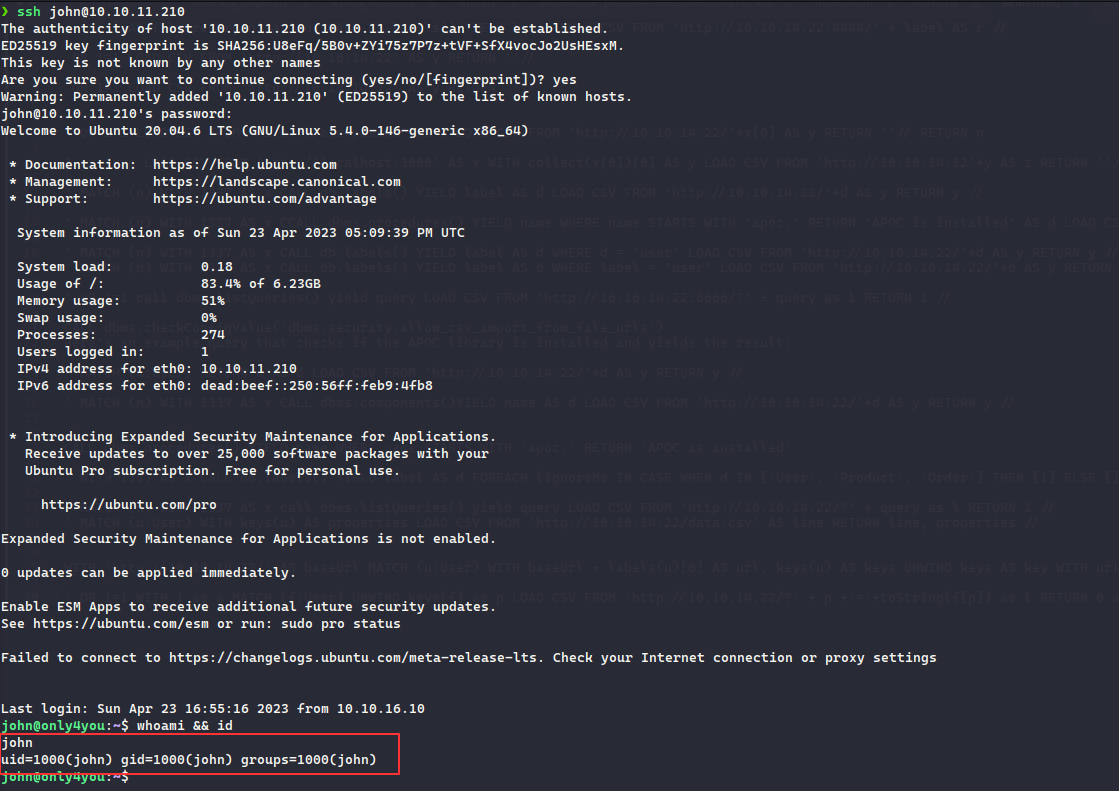 ❯ ssh john@10.10.11.210
The authenticity of host '10.10.11.210 (10.10.11.210)' can't be established.
ED25519 key fingerprint is SHA256:U8eFq/5B0v+ZYi75z7P7z+tVF+SfX4vocJo2UsHEsxM.
This key is not known by any other names
Are you sure you want to continue connecting (yes/no/[fingerprint])? yes
Warning: Permanently added '10.10.11.210' (ED25519) to the list of known hosts.
john@10.10.11.210's password:
Welcome to Ubuntu 20.04.6 LTS (GNU/Linux 5.4.0-146-generic x86_64)
* Documentation:  https://help.ubuntu.com
* Management:     https://landscape.canonical.com
* Support:        https://ubuntu.com/advantage
System information as of Sun 23 Apr 2023 05:09:39 PM UTC
System load:           0.18
Usage of /:            83.4% of 6.23GB
Memory usage:          51%
Swap usage:            0%
Processes:             274
Users logged in:       1
IPv4 address for eth0: 10.10.11.210
IPv6 address for eth0: dead:beef::250:56ff:feb9:4fb8
* Introducing Expanded Security Maintenance for Applications.
Receive updates to over 25,000 software packages with your
Ubuntu Pro subscription. Free for personal use.
https://ubuntu.com/pro
Expanded Security Maintenance for Applications is not enabled.
0 updates can be applied immediately.
Enable ESM Apps to receive additional future security updates.
See https://ubuntu.com/esm or run: sudo pro status
Failed to connect to https://changelogs.ubuntu.com/meta-release-lts. Check your Internet connection or proxy settings
Last login: Sun Apr 23 16:55:16 2023 from 10.10.16.10
john@only4you:~$ whoami && id
john
uid=1000(john) gid=1000(john) groups=1000(john)
john@only4you:~$